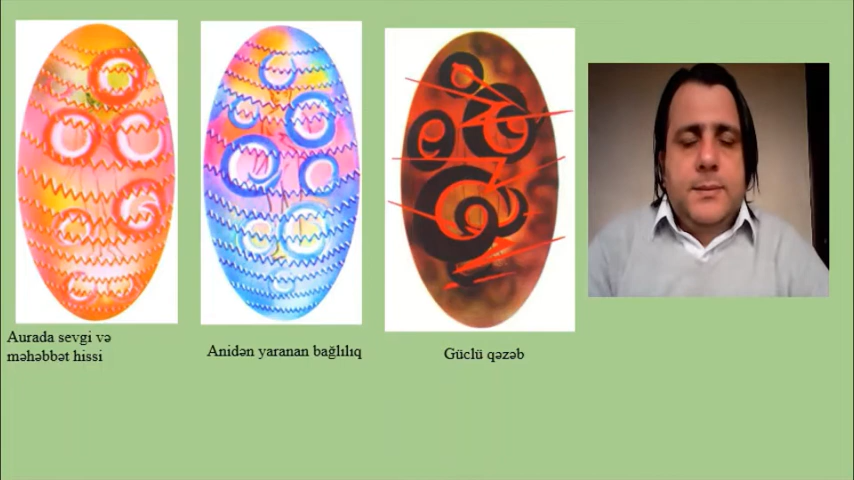 Aurada sevgi və
məhəbbət hissi
Anidən yaranan bağlılıq
Güclü qəzəb